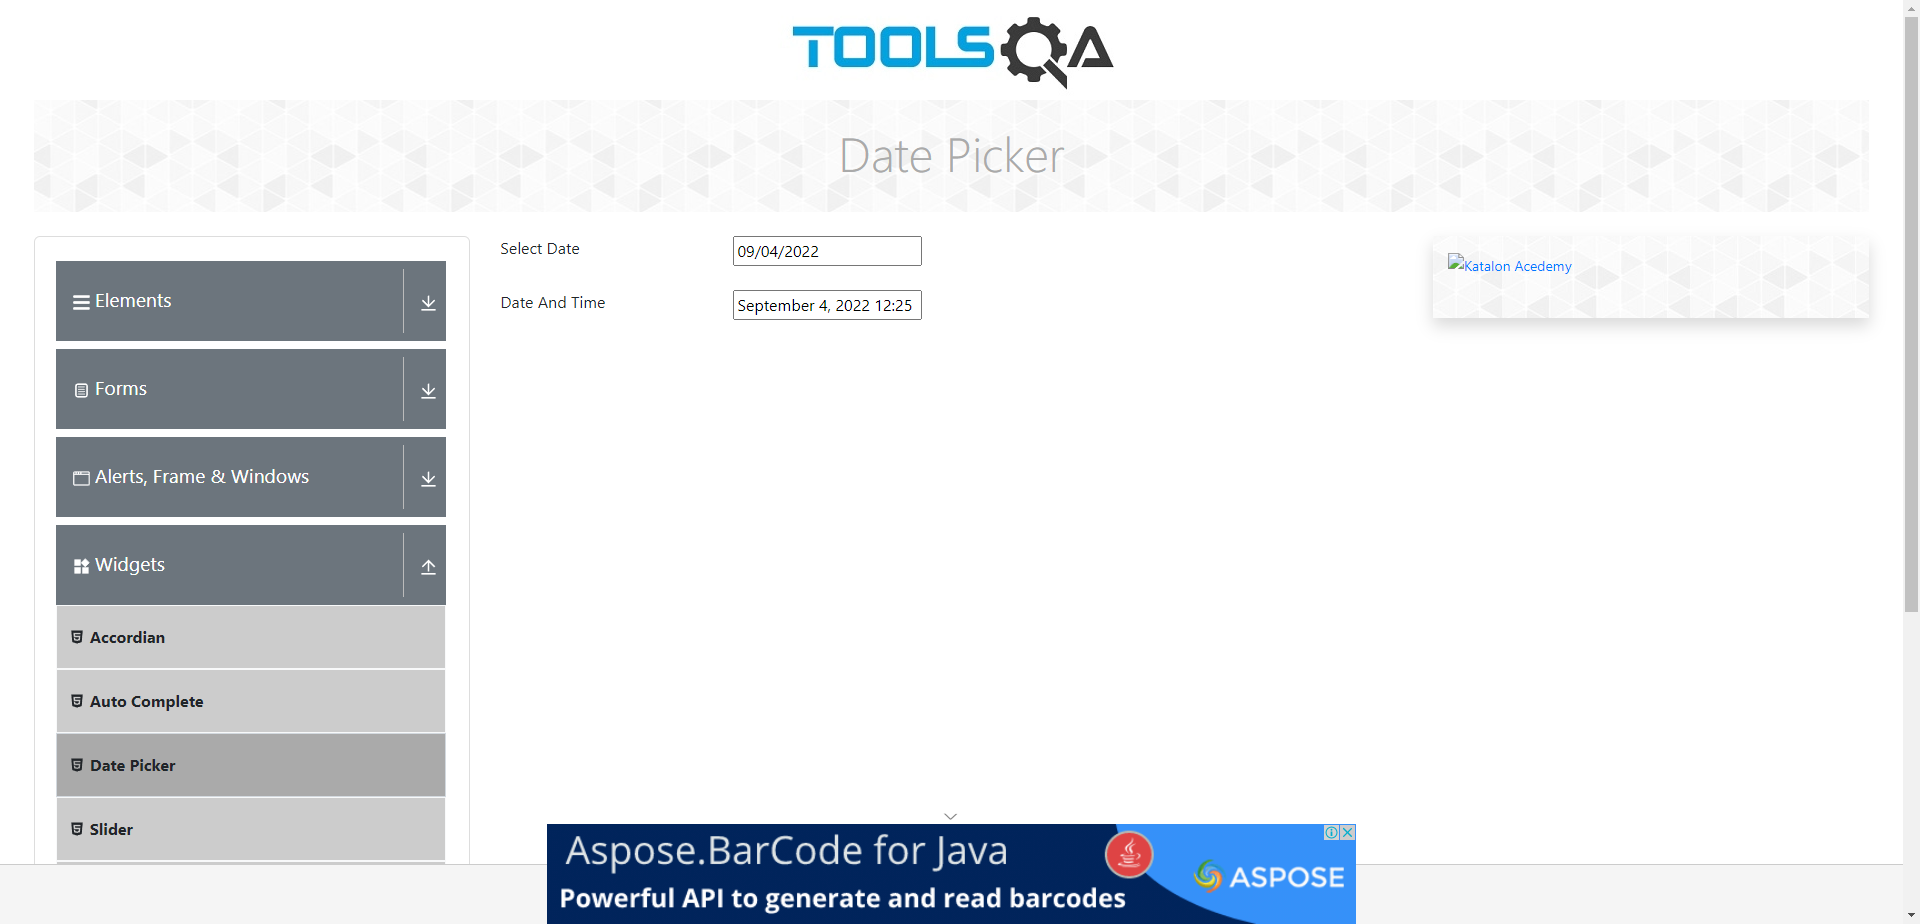 TOOLSQA
Date Picker
Elements
Forms
Alerts, Frame & Windows
Widgets
Accordian
Auto Complete
Date Picker
Slider
Select Date
09/04/2022
Date And Time
September 4, 2022 12:25
Katalon Acedemy
Aspose.BarCode for Java
Powerful API to generate and read barcodes
ASPOSE